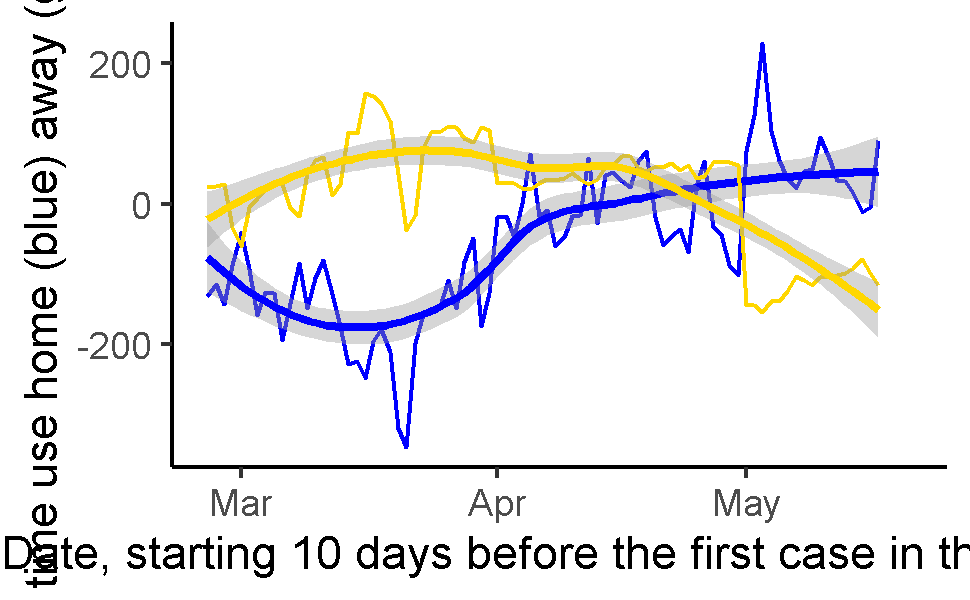 time use home (blue) away (
200
0
-200
Mar
Apr
May
Date, starting 10 days before the first case in th